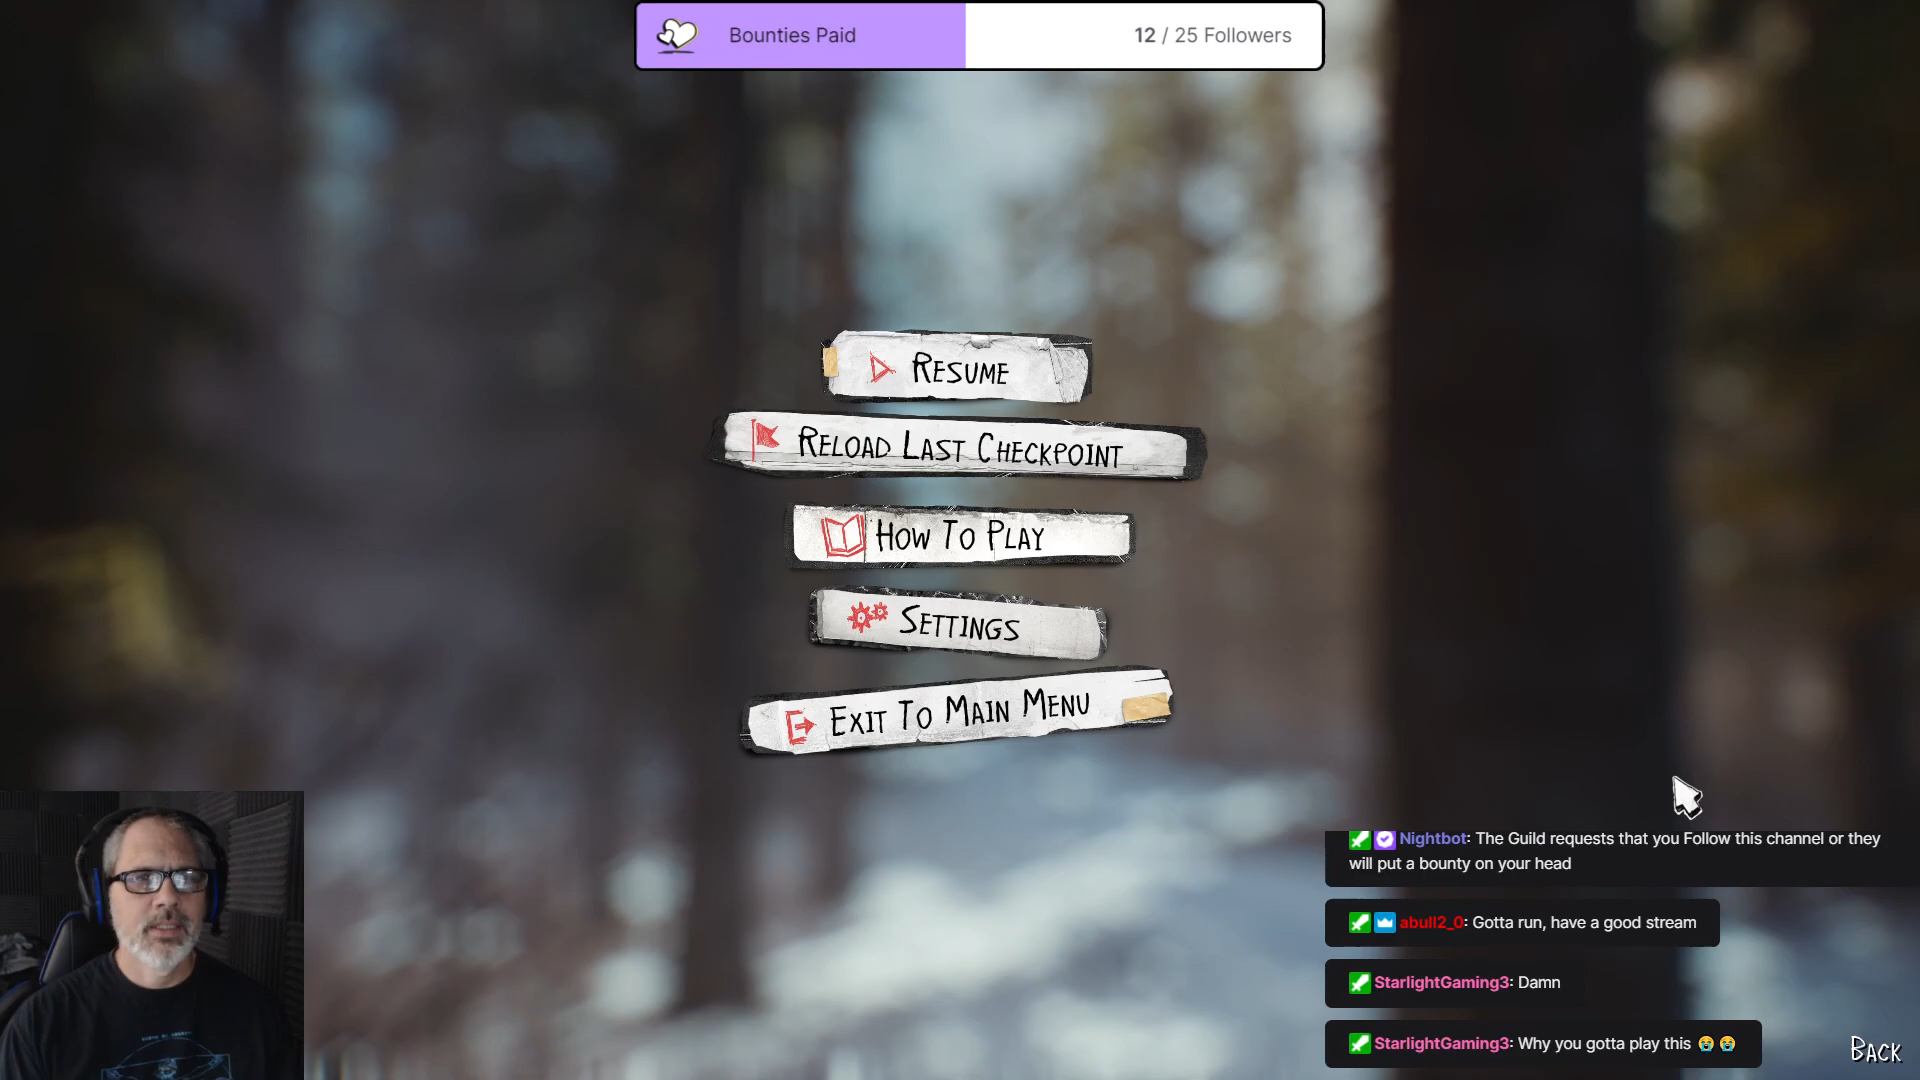 Bounties Paid
12 / 25 Followers
RESUME
RELOAD LAST CHECKPOINT
HOW TO PLAY
SETTINGS
EXIT TO MAIN MENU
Nightbot: The Guild requests that you Follow this channel or they
will put a bounty on your head
abull2_0: Gotta run, have a good stream
StarlightGaming3: Damn
StarlightGaming3: Why you gotta play this 😭 😭
BACK